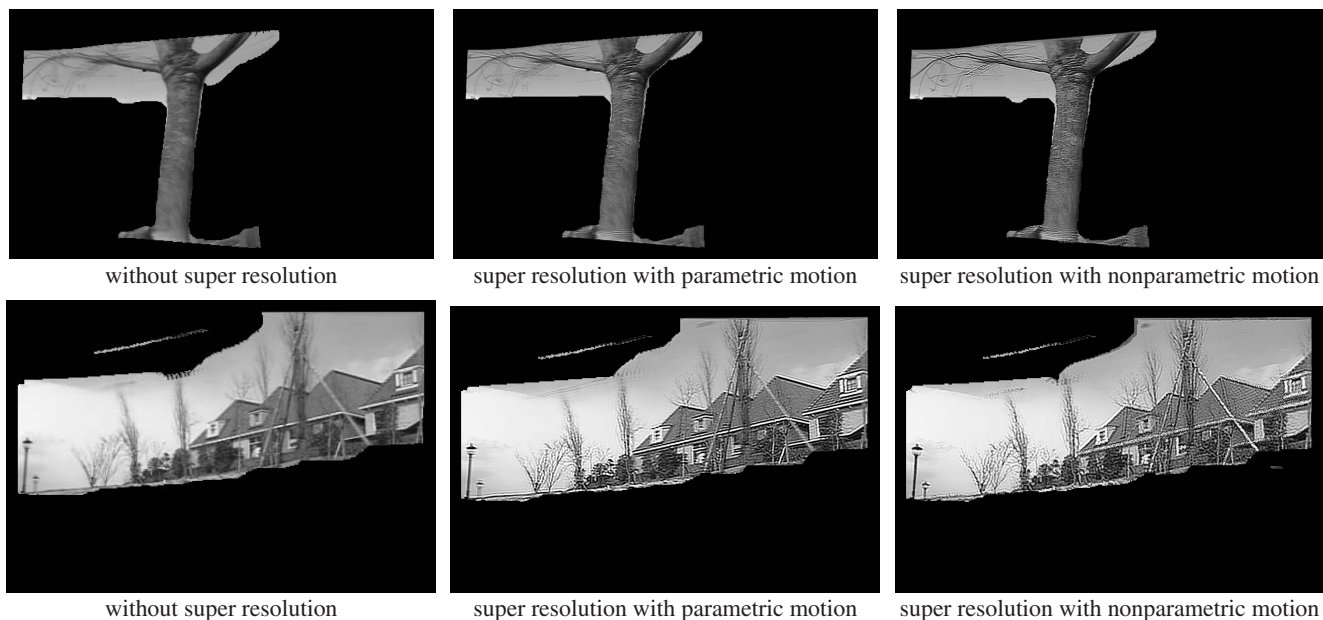 without super resolution
super resolution with parametric motion
super resolution with nonparametric motion
without super resolution
super resolution with parametric motion
super resolution with nonparametric motion